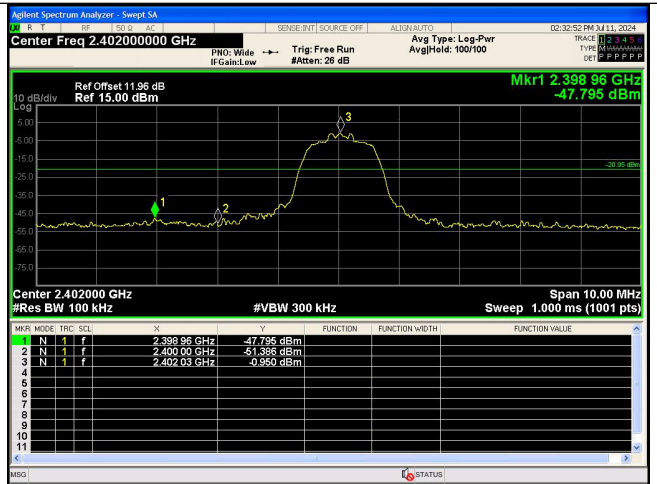 Agilent Spectrum Analyzer - Swept SA
R T RF 50 Ω AC SENSE:INT SOURCE OFF ALIGN AUTO 02:32:52 PM Jul 11, 2024
Center Freq 2.402000000 GHz
PNO: Wide
IFGain:Low
Trig: Free Run
#Atten: 26 dB
Avg Type: Log-Pwr
Avg|Hold: 100/100
TRACE 1 2 3 4 5 6
TYPE M
DET P P P P P P
Mkr1 2.398 96 GHz
-47.795 dBm
Ref Offset 11.96 dB
10 dB/div Ref 15.00 dBm
Log
5.00
-5.00
-15.0
-25.0
-35.0
-45.0
-55.0
-65.0
-75.0
3
-20.95 dBm
1
2
Center 2.402000 GHz Span 10.00 MHz
#Res BW 100 kHz #VBW 300 kHz Sweep 1.000 ms (1001 pts)
MKR MODE TRC SCL X Y FUNCTION FUNCTION WIDTH FUNCTION VALUE
1 N 1 f 2.398 96 GHz -47.795 dBm
2 N 1 f 2.400 00 GHz -51.386 dBm
3 N 1 f 2.402 03 GHz -0.950 dBm
4
5
6
7
8
9
10
11
MSG STATUS